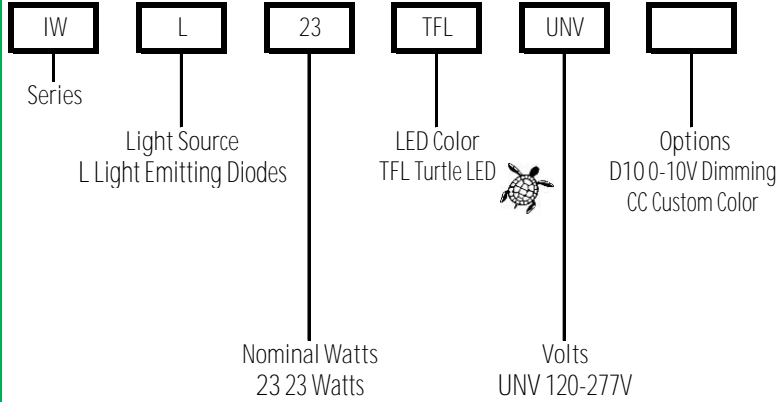 IW L 23 TFL UNV
Series
Light Source
L Light Emitting Diodes
LED Color
TFL Turtle LED
Options
D10 0-10V Dimming
CC Custom Color
Nominal Watts
23 23 Watts
Volts
UNV 120-277V